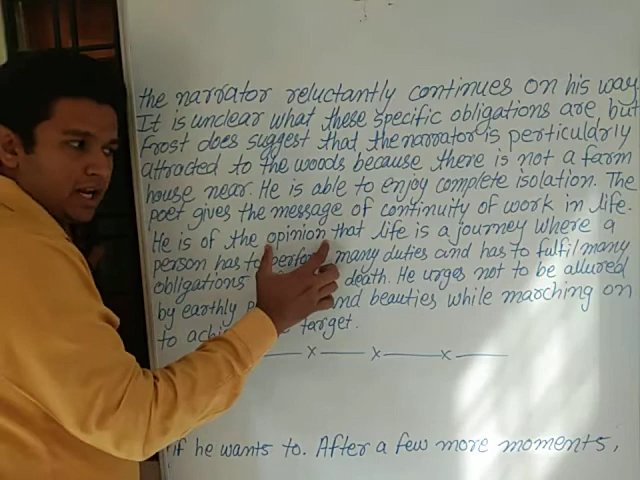 the narrator reluctantly continues on his way.
It is unclear what these specific obligations are but
Frost does suggest that the narrator is perticuldrly
attracted to the woods because there is not a farm
house near. He is able to enjoy complete isolation. The
poet gives the message of continuity of work in life.
He is of the opinion that life is a journey where a
person has to perfor many duties and has to fulfil many
obligations death. He urges not to be allured
by earthly nd beauties while marching on
to achi target.
x x x
if he wants to. After a few more moments,